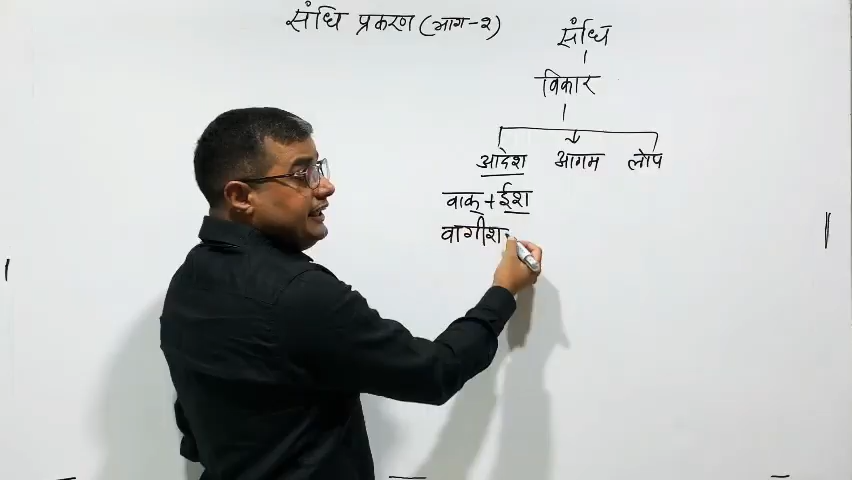 संधि प्रकरण (भाग-२)
संधि
विकार
आदेश आगम लोप
वाक् + ईश
वागीश